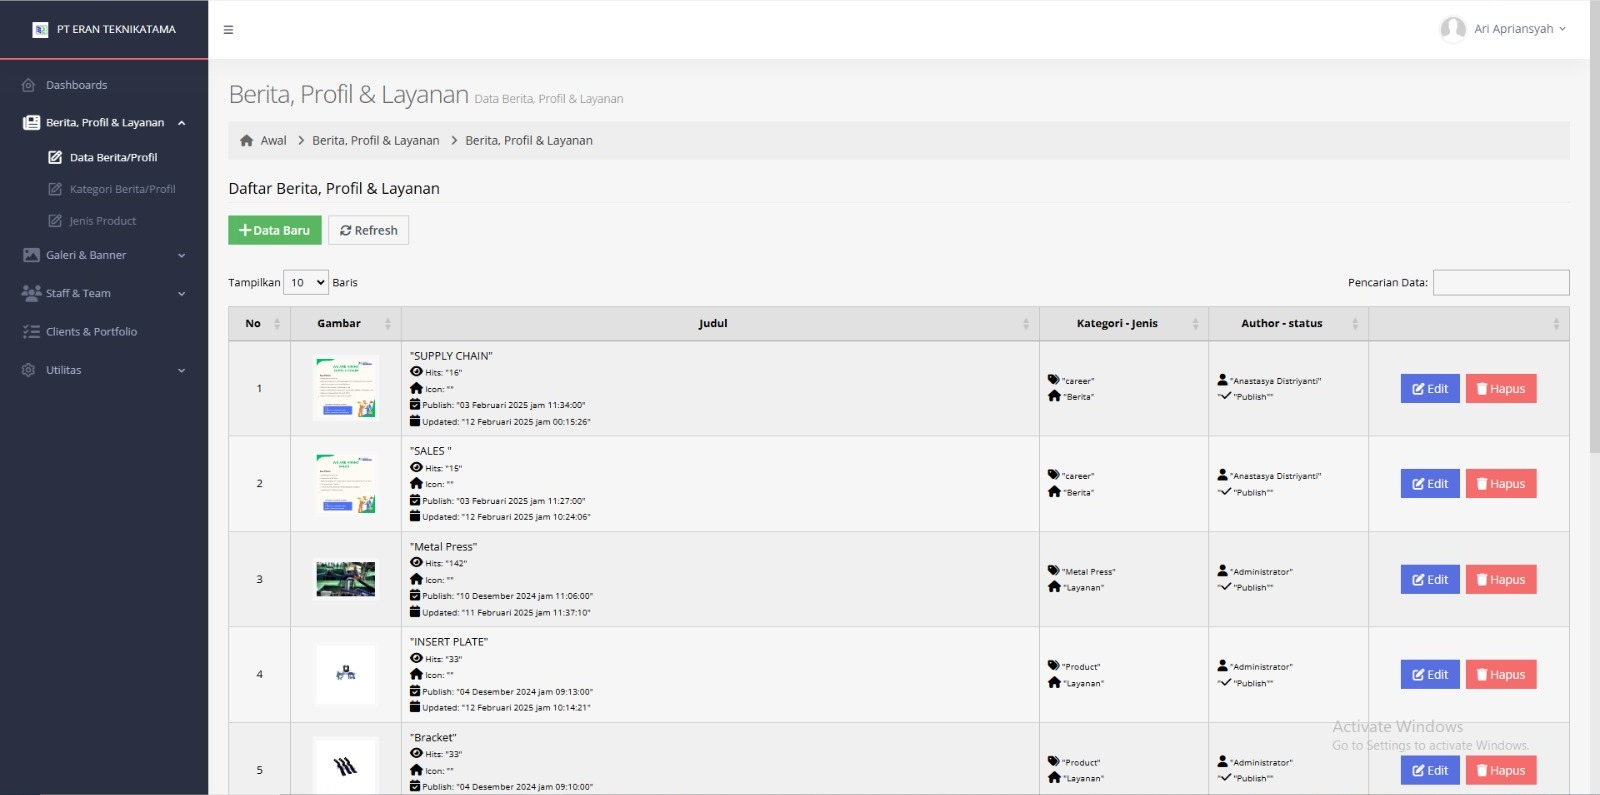 PT ERAN TEKNIKATAMA
Ari Apriansyah
Dashboards
Berita, Profil & Layanan
Data Berita/Profil
Kategori Berita/Profil
Jenis Product
Galeri & Banner
Staff & Team
Clients & Portfolio
Utilitas
Berita, Profil & Layanan Data Berita, Profil & Layanan
Awal > Berita, Profil & Layanan > Berita, Profil & Layanan
Daftar Berita, Profil & Layanan
+Data Baru Refresh
Tampilkan 10 Baris Pencarian Data:
No Gambar Judul Kategori - Jenis Author - status
1
"SUPPLY CHAIN"
Hits: "16"
Icon: ""
Publish: "03 Februari 2025 jam 11:34:00"
Updated: "12 Februari 2025 jam 00:15:26"
"career"
"Berita"
"Anastasya Distriyanti"
"✓ "Publish""
Edit Hapus
2
"SALES "
Hits: "15"
Icon: ""
Publish: "03 Februari 2025 jam 11:27:00"
Updated: "12 Februari 2025 jam 10:24:06"
"career"
"Berita"
"Anastasya Distriyanti"
"✓ "Publish""
Edit Hapus
3
"Metal Press"
Hits: "142"
Icon: ""
Publish: "10 Desember 2024 jam 11:06:00"
Updated: "11 Februari 2025 jam 11:37:10"
"Metal Press"
"Layanan"
"Administrator"
"✓ "Publish""
Edit Hapus
4
"INSERT PLATE"
Hits: "33"
Icon: ""
Publish: "04 Desember 2024 jam 09:13:00"
Updated: "12 Februari 2025 jam 10:14:21"
"Product"
"Layanan"
"Administrator"
"✓ "Publish""
Edit Hapus
5
"Bracket"
Hits: "33"
Icon: ""
Publish: "04 Desember 2024 jam 09:10:00"
"Product"
"Layanan"
"Administrator"
"✓ "Publish""
Edit Hapus
Activate Windows
Go to Settings to activate Windows.